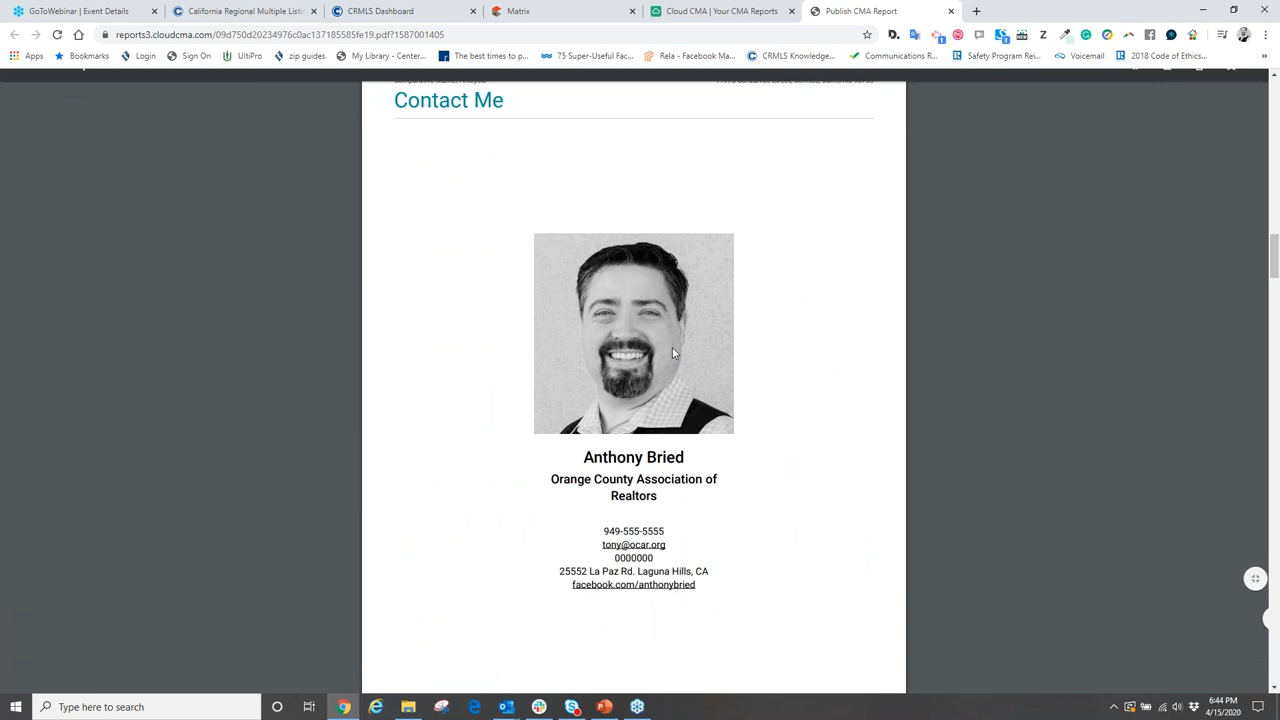 GoToWebinar | Event Details
California Regional Multiple Listin
CRMLS Dashboard
Matrix
Cloud CMA | Your CMA Reports
Publish CMA Report
reports3.cloudcma.com/09d750dd5234976c0ac137185585fe19.pdf?1587001405
Apps
Bookmarks
Login
Sign On
UltiPro
zipguides
My Library - Center...
The best times to p...
75 Super-Useful Fac...
Rela - Facebook Ma...
CRMLS Knowledge...
Communications R...
Safety Program Rei...
Voicemail
2018 Code of Ethics...
Contact Me
Anthony Bried
Orange County Association of
Realtors
949-555-5555
tony@ocar.org
0000000
25552 La Paz Rd. Laguna Hills, CA
facebook.com/anthonybried
Type here to search
6:44 PM
4/15/2020